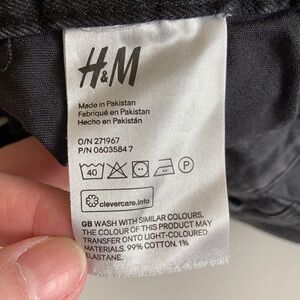 H&M
Made in Pakistan
Fabriqué en Pakistan
Hecho en Pakistán
O/N 271967
P/N 0603584 7
40 P
clevercare.info
GB WASH WITH SIMILAR COLOURS.
THE COLOUR OF THIS PRODUCT MAY
TRANSFER ONTO LIGHT-COLOURED
MATERIALS. 99% COTTON. 1%
ELASTANE.